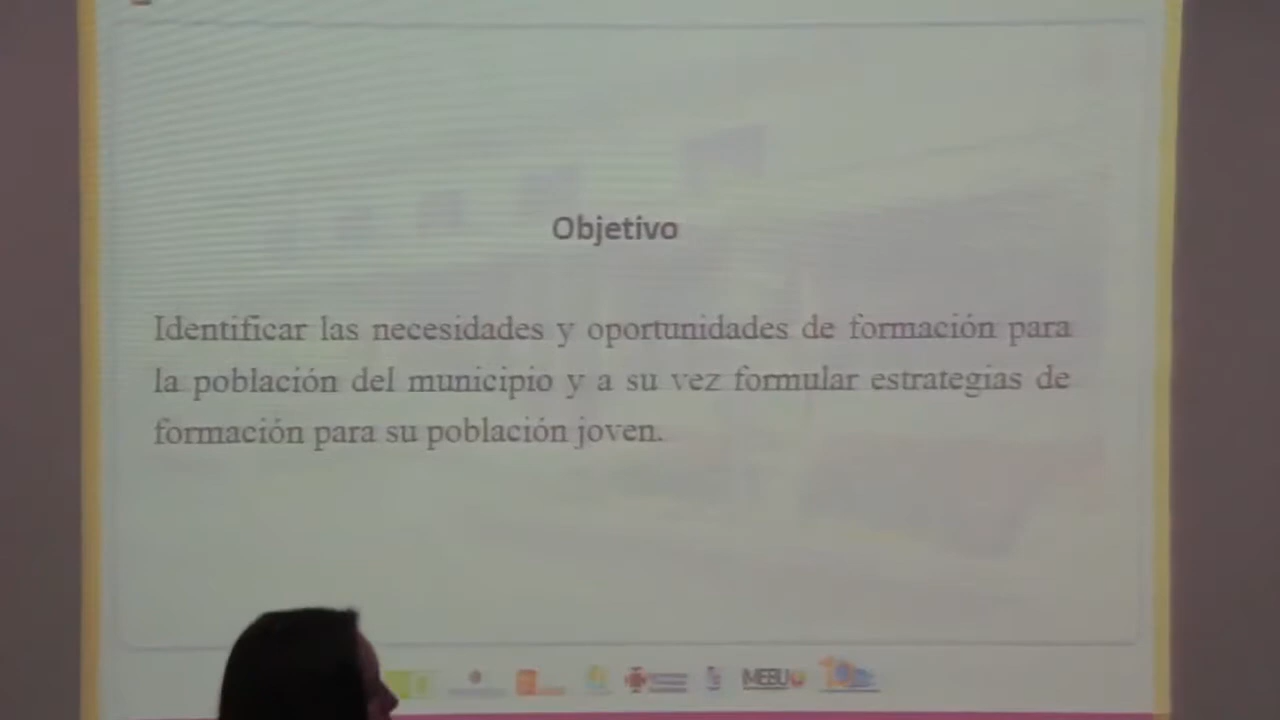 Objetivo
Identificar las necesidades y oportunidades de formación para
la población del municipio y a su vez formular estrategias de
formación para su población joven.